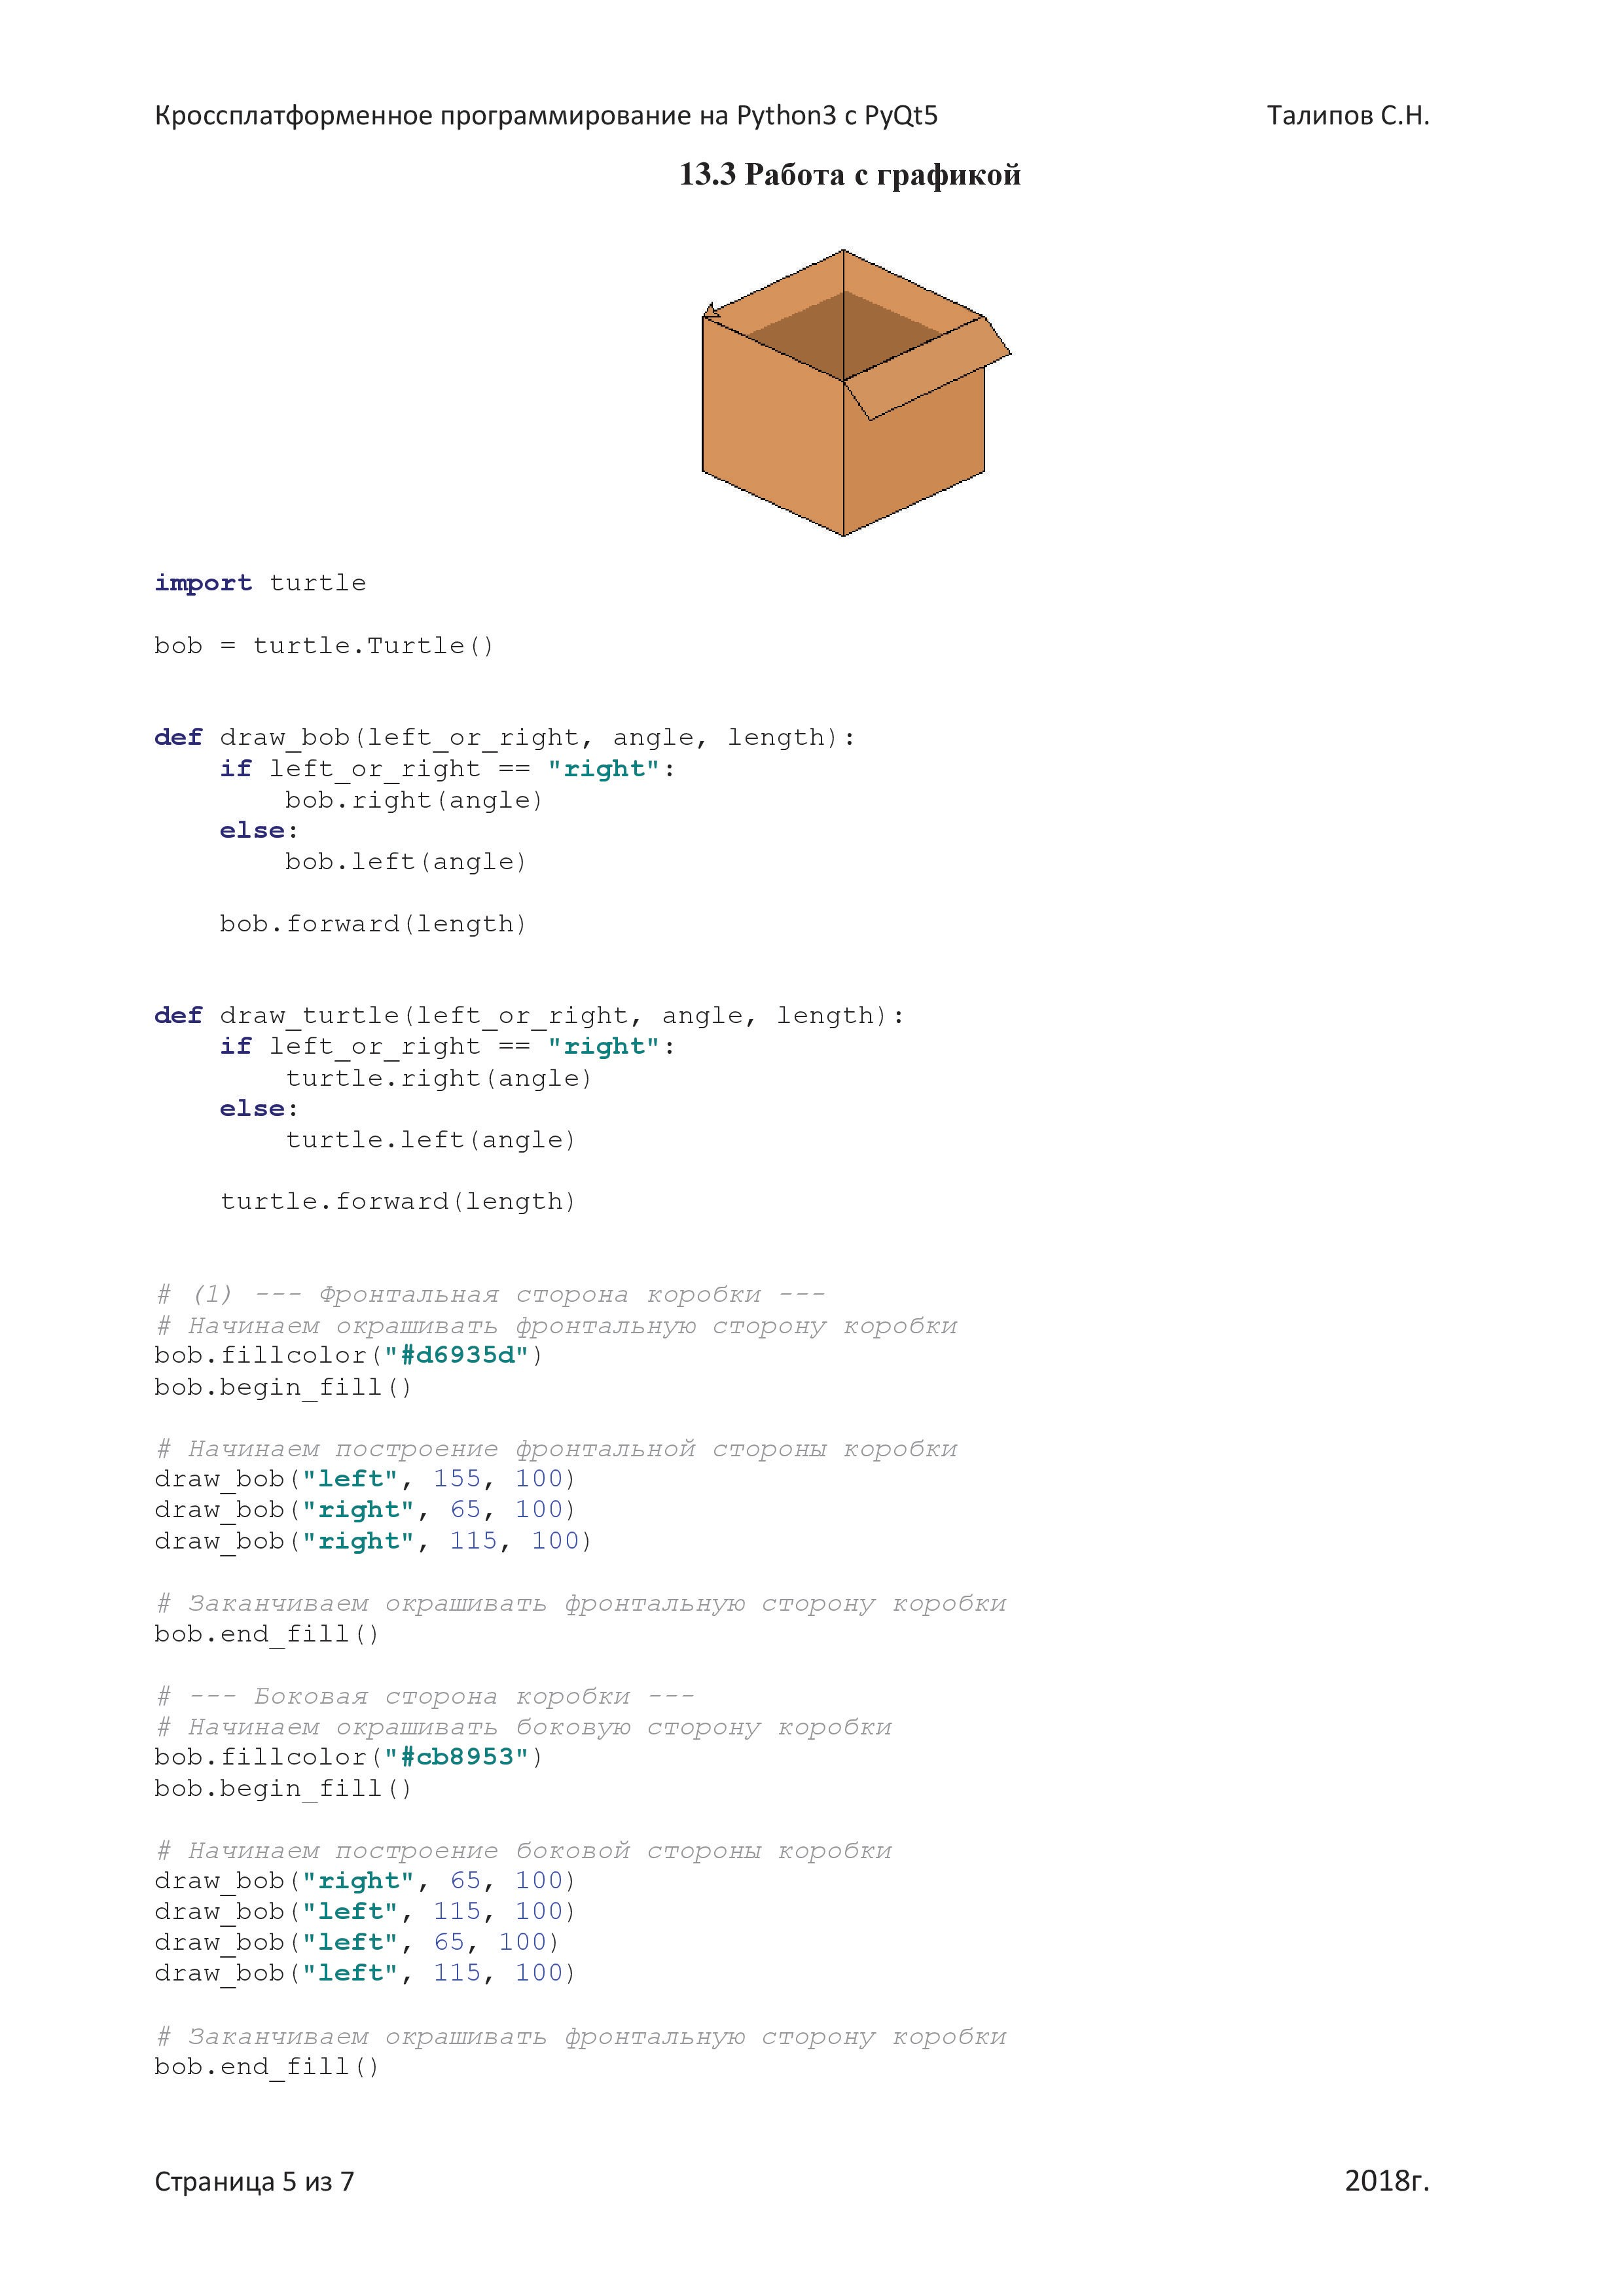 Кроссплатформенное программирование на Python3 с PyQt5 Талипов С.Н.
13.3 Работа с графикой
import turtle
bob = turtle.Turtle()
def draw_bob(left_or_right, angle, length):
    if left_or_right == "right":
        bob.right(angle)
    else:
        bob.left(angle)
    bob.forward(length)
def draw_turtle(left_or_right, angle, length):
    if left_or_right == "right":
        turtle.right(angle)
    else:
        turtle.left(angle)
    turtle.forward(length)
# (1) --- Фронтальная сторона коробки ---
# Начинаем окрашивать фронтальную сторону коробки
bob.fillcolor("#d6935d")
bob.begin_fill()
# Начинаем построение фронтальной стороны коробки
draw_bob("left", 155, 100)
draw_bob("right", 65, 100)
draw_bob("right", 115, 100)
# Заканчиваем окрашивать фронтальную сторону коробки
bob.end_fill()
# --- Боковая сторона коробки ---
# Начинаем окрашивать боковую сторону коробки
bob.fillcolor("#cb8953")
bob.begin_fill()
# Начинаем построение боковой стороны коробки
draw_bob("right", 65, 100)
draw_bob("left", 115, 100)
draw_bob("left", 65, 100)
draw_bob("left", 115, 100)
# Заканчиваем окрашивать фронтальную сторону коробки
bob.end_fill()
Страница 5 из 7 2018г.